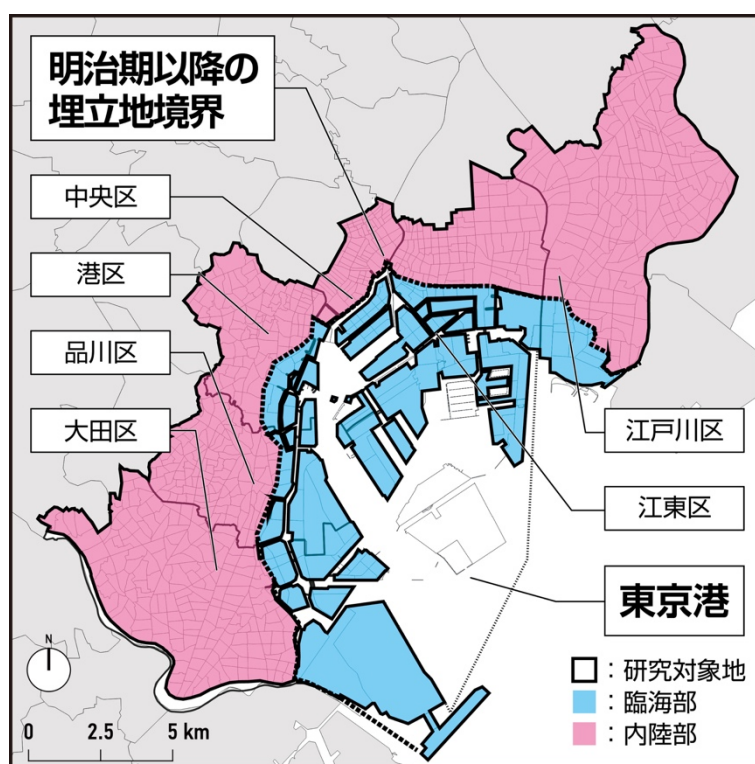 明治期以降の
埋立地境界
中央区
港区
品川区
大田区
江戸川区
江東区
東京港
N
0 2.5 5 km
：研究対象地
：臨海部
：内陸部